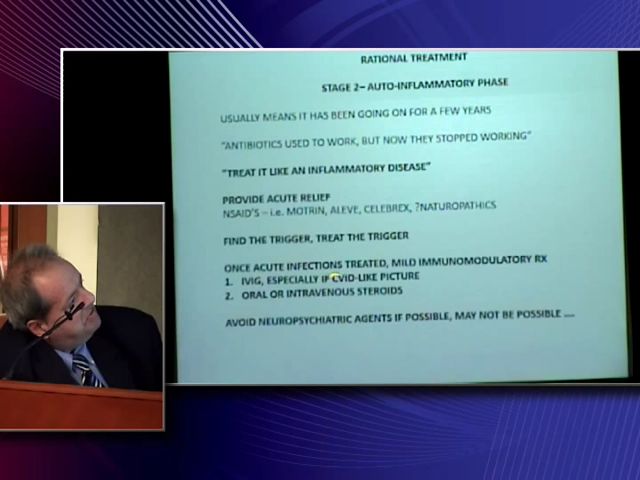 RATIONAL TREATMENT
STAGE 2– AUTO-INFLAMMATORY PHASE
USUALLY MEANS IT HAS BEEN GOING ON FOR A FEW YEARS
"ANTIBIOTICS USED TO WORK, BUT NOW THEY STOPPED WORKING"
"TREAT IT LIKE AN INFLAMMATORY DISEASE"
PROVIDE ACUTE RELIEF
NSAID'S – i.e. MOTRIN, ALEVE, CELEBREX, ?NATUROPATHICS
FIND THE TRIGGER, TREAT THE TRIGGER
ONCE ACUTE INFECTIONS TREATED, MILD IMMUNOMODULATORY RX
1. IVIG, ESPECIALLY IF CVID-LIKE PICTURE
2. ORAL OR INTRAVENOUS STEROIDS
AVOID NEUROPSYCHIATRIC AGENTS IF POSSIBLE, MAY NOT BE POSSIBLE ....